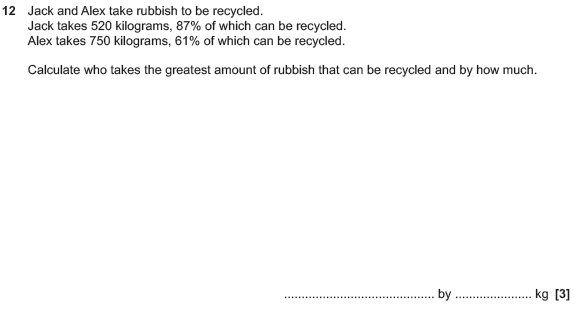 12 Jack and Alex take rubbish to be recycled.
Jack takes 520 kilograms, 87% of which can be recycled.
Alex takes 750 kilograms, 61% of which can be recycled.
Calculate who takes the greatest amount of rubbish that can be recycled and by how much.
........................................... by ...................... kg [3]